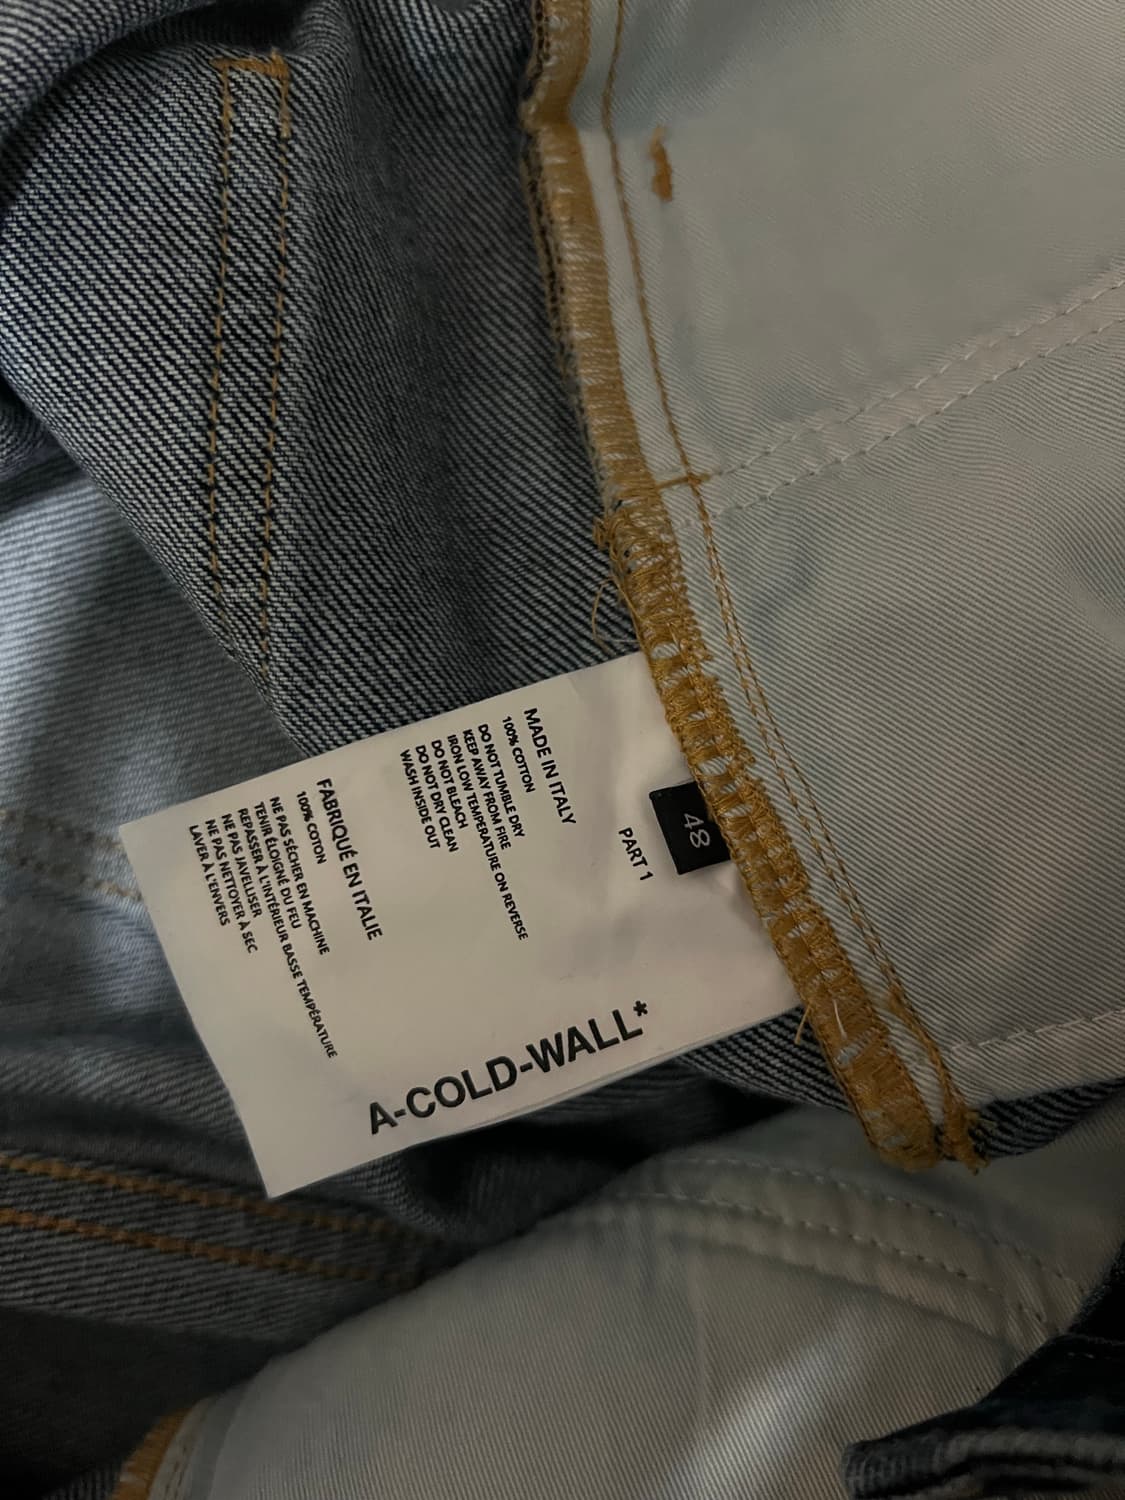 48
PART 1
MADE IN ITALY
100% COTTON
DO NOT TUMBLE DRY
KEEP AWAY FROM FIRE
IRON LOW TEMPERATURE ON REVERSE
DO NOT BLEACH
DO NOT DRY CLEAN
WASH INSIDE OUT
FABRIQUÉ EN ITALIE
100% COTON
NE PAS SÉCHER EN MACHINE
TENIR ÉLOIGNÉ DU FEU
REPASSER À L'INTÉRIEUR BASSE TEMPÉRATURE
NE PAS JAVELLISER
NE PAS NETTOYER À SEC
LAVER À L'ENVERS
A-COLD-WALL*